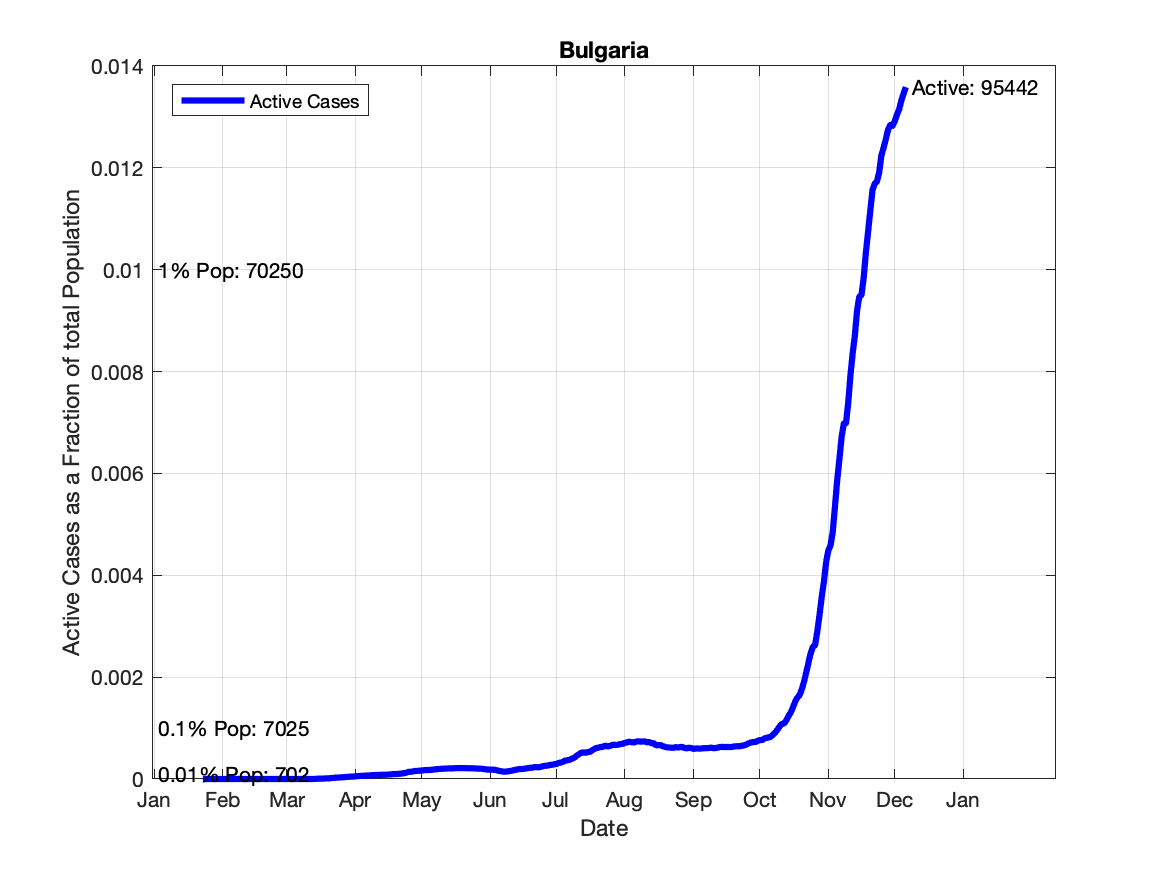 Bulgaria
0.014
Active Cases
Active: 95442
0.012
0.01
1% Pop: 70250
0.008
0.006
0.004
0.002
0.1% Pop: 7025
0
0.01% Pop: 702
Active Cases as a Fraction of total Population
Jan Feb Mar Apr May Jun Jul Aug Sep Oct Nov Dec Jan
Date